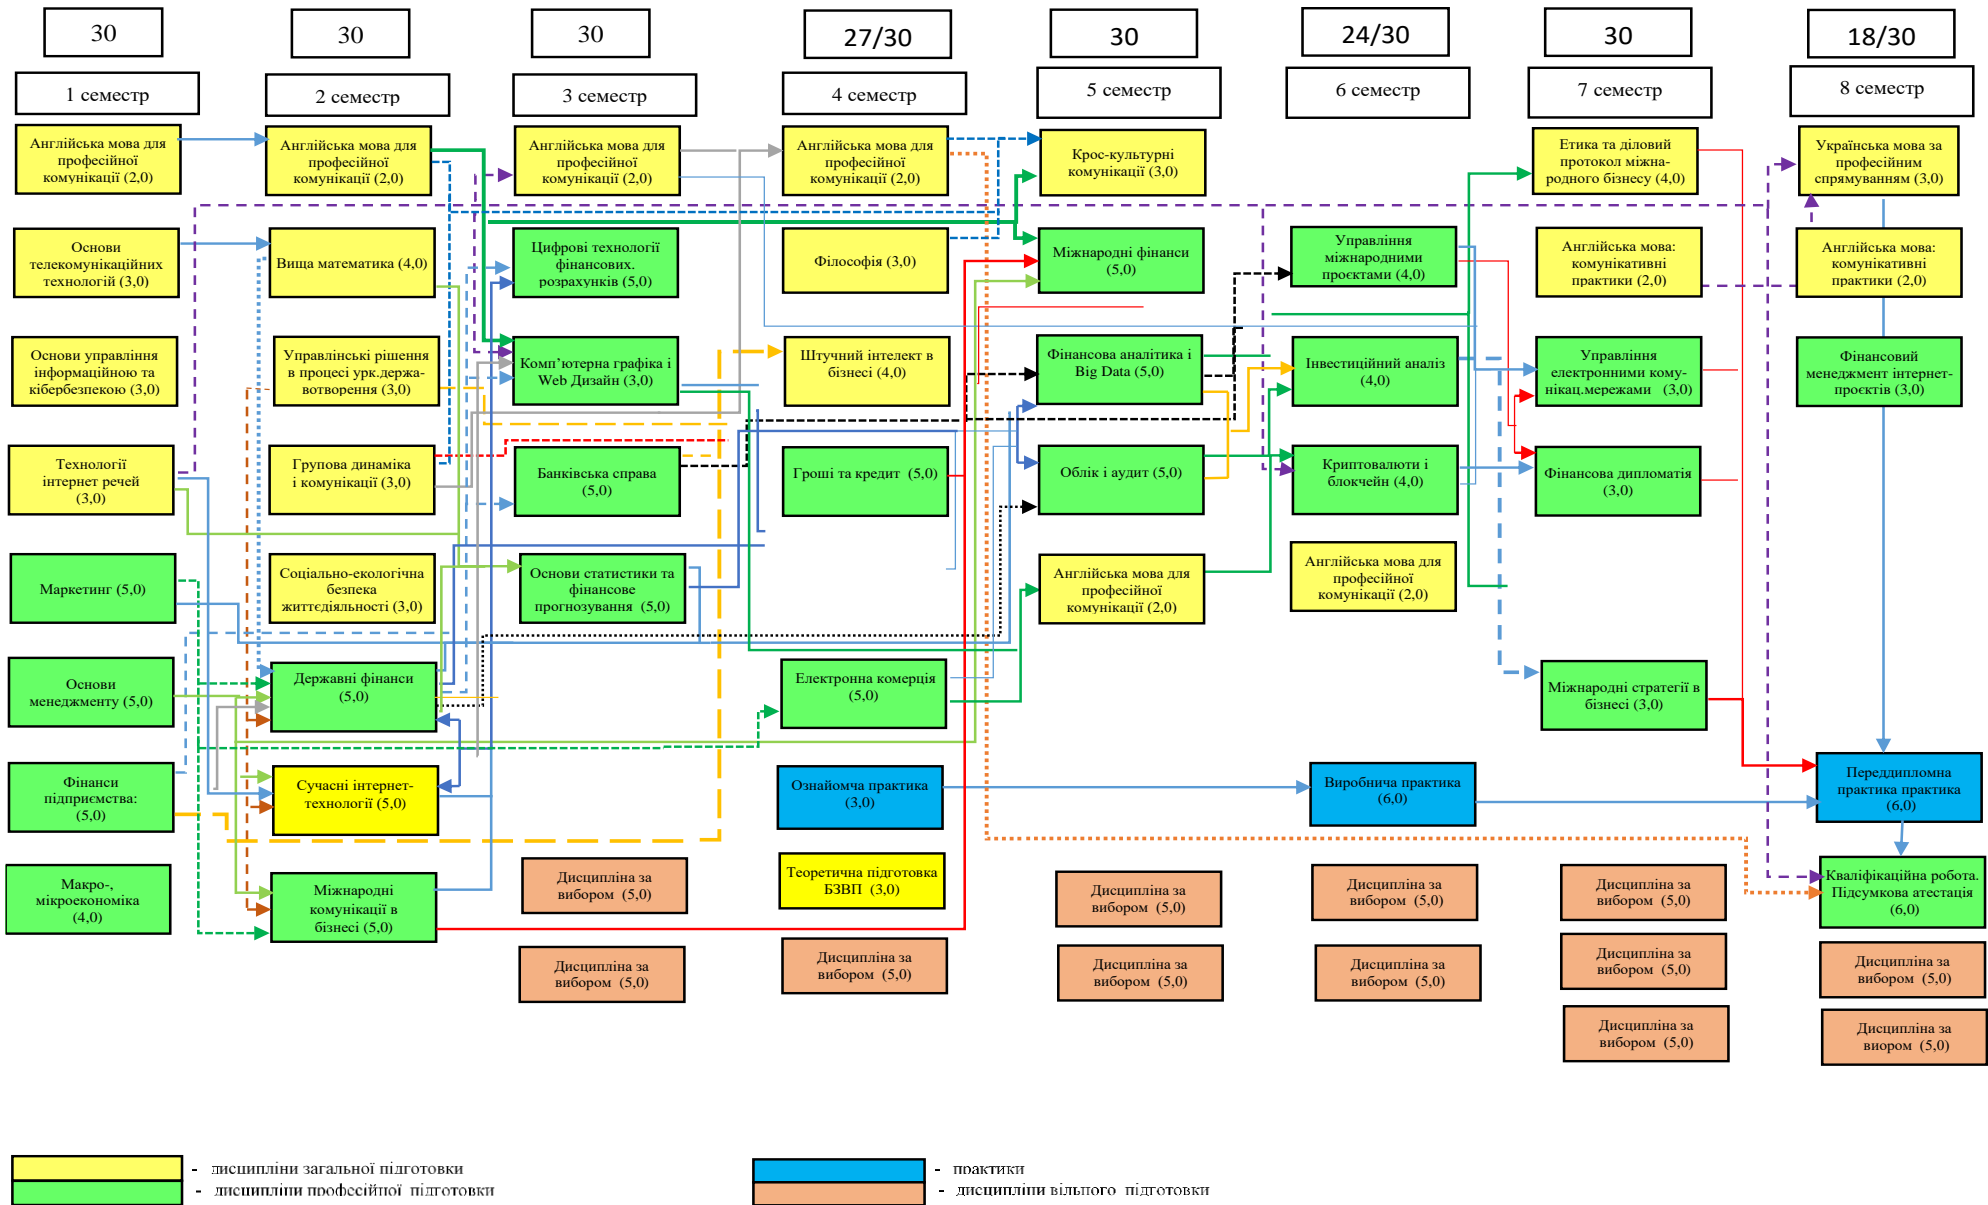 30
30
30
27/30
30
24/30
30
18/30
1 семестр
2 семестр
3 семестр
4 семестр
5 семестр
6 семестр
7 семестр
8 семестр
Англійська мова для
професійної
комунікації (2,0)
Основи
телекомунікаційних
технологій (3,0)
Основи управління
інформаційною та
кібербезпекою (3,0)
Технології
інтернет речей
(3,0)
Маркетинг (5,0)
Основи
менеджменту (5,0)
Фінанси
підприємства:
(5,0)
Макро-,
мікроекономіка
(4,0)
Англійська мова для
професійної
комунікації (2,0)
Вища математика (4,0)
Управлінські рішення
в процесі урк.держа-
вотворення (3,0)
Групова динаміка
і комунікації (3,0)
Соціально-екологічна
безпека
життєдіяльності (3,0)
Державні фінанси
(5,0)
Сучасні інтернет-
технології (5,0)
Міжнародні
комунікації в
бізнесі (5,0)
Англійська мова для
професійної
комунікації (2,0)
Цифрові технології
фінансових.
розрахунків (5,0)
Комп’ютерна графіка і
Web Дизайн (3,0)
Банківська справа
(5,0)
Основи статистики та
фінансове
прогнозування (5,0)
Дисципліна за
вибором (5,0)
Дисципліна за
вибором (5,0)
Англійська мова для
професійної
комунікації (2,0)
Філософія (3,0)
Штучний інтелект в
бізнесі (4,0)
Гроші та кредит (5,0)
Електронна комерція
(5,0)
Ознайомча практика
(3,0)
Теоретична підготовка
БЗВП (3,0)
Дисципліна за
вибором (5,0)
Крос-культурні
комунікації (3,0)
Міжнародні фінанси
(5,0)
Фінансова аналітика і
Big Data (5,0)
Облік і аудит (5,0)
Англійська мова для
професійної
комунікації (2,0)
Дисципліна за
вибором (5,0)
Дисципліна за
вибором (5,0)
Управління
міжнародними
проєктами (4,0)
Інвестиційний аналіз
(4,0)
Криптовалюти і
блокчейн (4,0)
Англійська мова для
професійної
комунікації (2,0)
Виробнича практика
(6,0)
Дисципліна за
вибором (5,0)
Дисципліна за
вибором (5,0)
Етика та діловий
протокол міжна-
родного бізнесу (4,0)
Англійська мова:
комунікативні
практики (2,0)
Управління
електронними кому-
нікац.мережами (3,0)
Фінансова дипломатія
(3,0)
Міжнародні стратегії в
бізнесі (3,0)
Дисципліна за
вибором (5,0)
Дисципліна за
вибором (5,0)
Дисципліна за
вибором (5,0)
Українська мова за
професійним
спрямуванням (3,0)
Англійська мова:
комунікативні
практики (2,0)
Фінансовий
менеджмент інтернет-
проєктів (3,0)
Переддипломна
практика практика
(6,0)
Кваліфікаційна робота.
Підсумкова атестація
(6,0)
Дисципліна за
вибором (5,0)
Дисципліна за
виором (5,0)
- дисципліни загальної підготовки
- дисципліни професійної підготовки
- практики
- дисципліни вільного підготовки